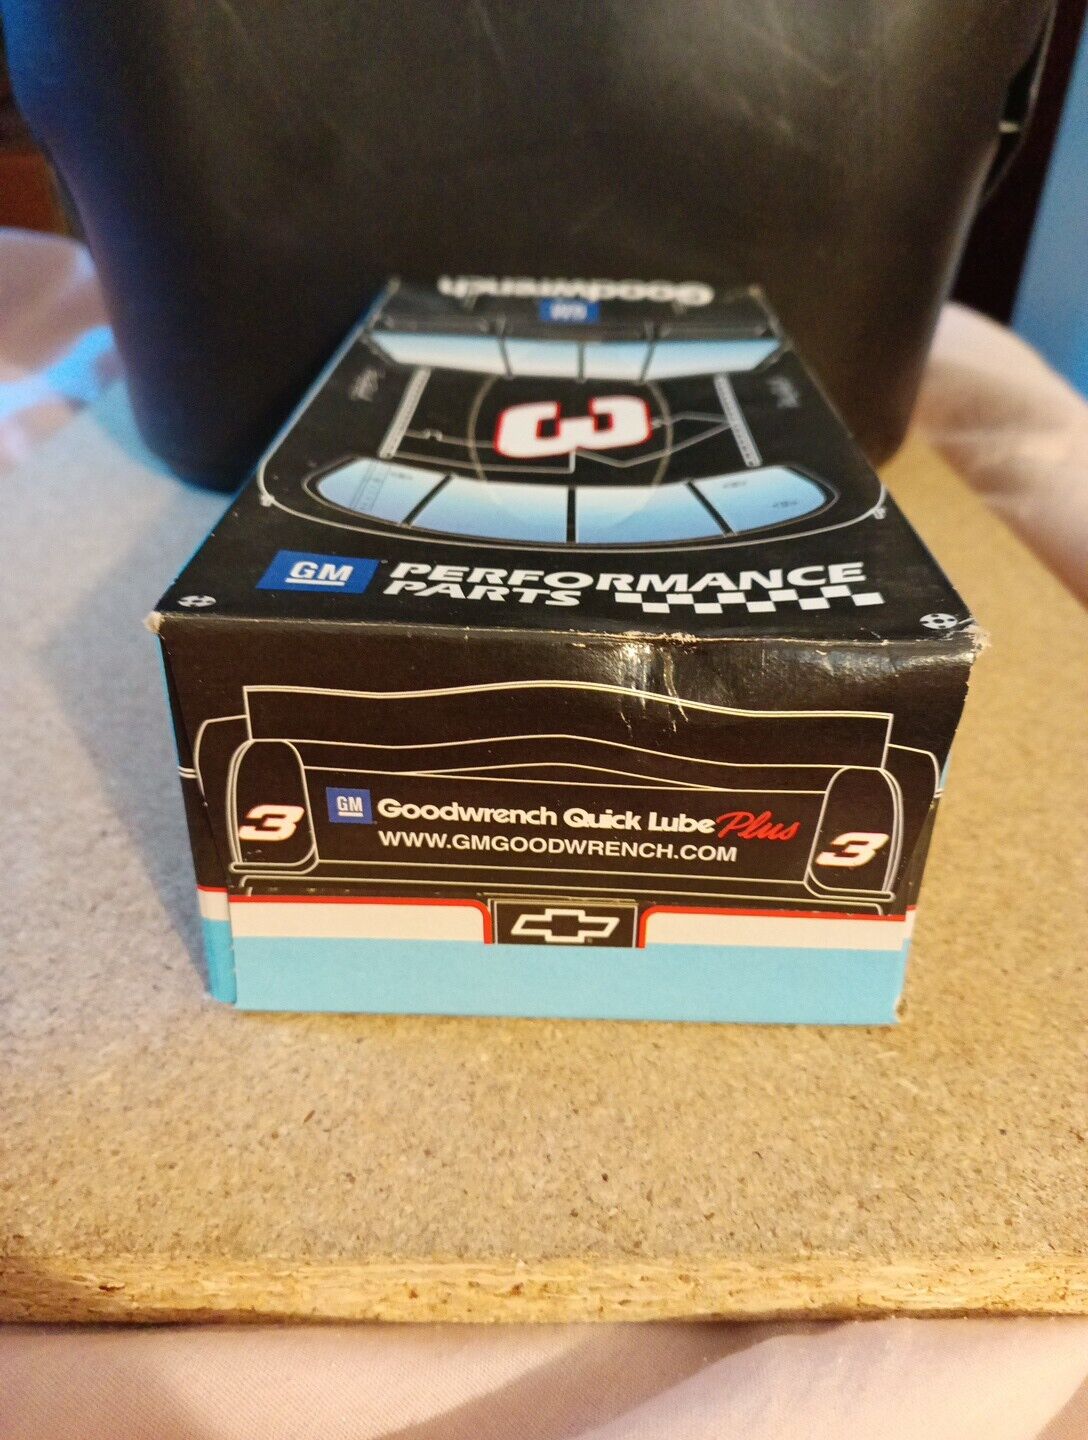 Goodwrench
GM
3
GM PERFORMANCE
PARTS
GM Goodwrench Quick Lube Plus
WWW.GMGOODWRENCH.COM
3
3